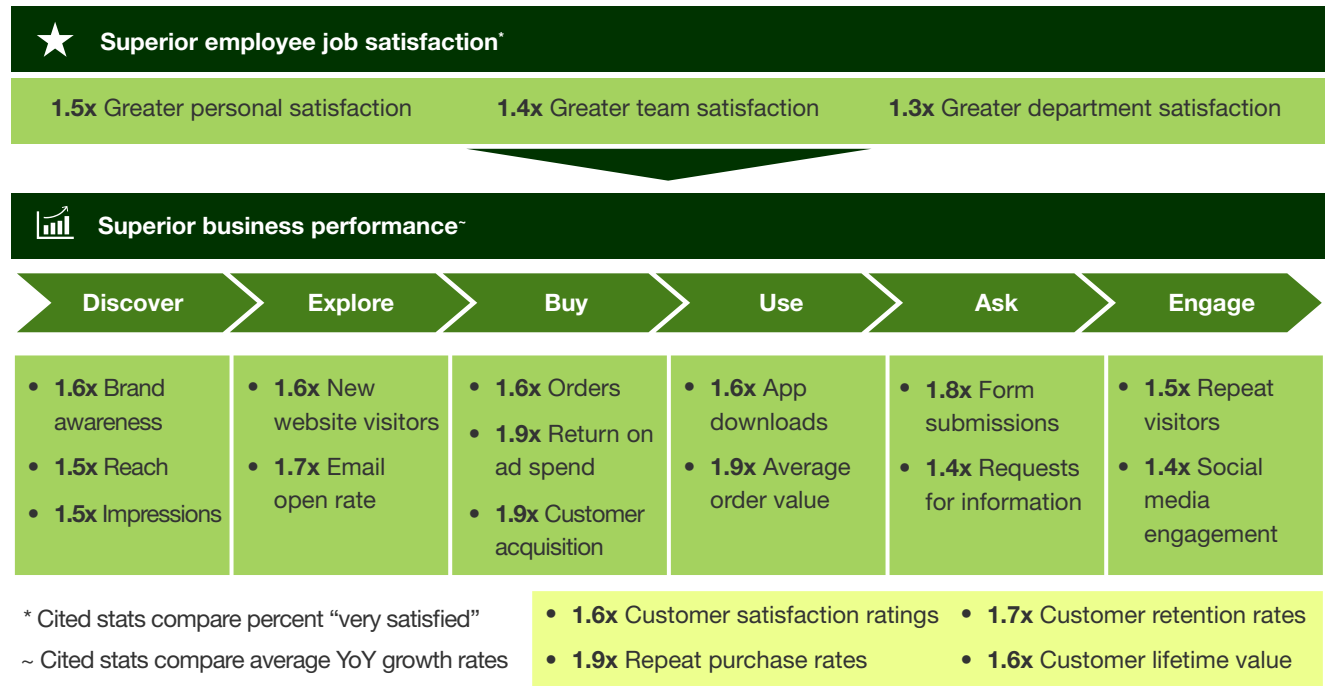 Superior employee job satisfaction*
1.5x Greater personal satisfaction
1.4x Greater team satisfaction
1.3x Greater department satisfaction
Superior business performance~
Discover
Explore
Buy
Use
Ask
Engage
• 1.6x Brand
awareness
• 1.5x Reach
• 1.5x Impressions
• 1.6x New
website visitors
• 1.7x Email
open rate
• 1.6x Orders
• 1.9x Return on
ad spend
• 1.9x Customer
acquisition
• 1.6x App
downloads
• 1.9x Average
order value
• 1.8x Form
submissions
• 1.4x Requests
for information
• 1.5x Repeat
visitors
• 1.4x Social
media
engagement
* Cited stats compare percent “very satisfied”
~ Cited stats compare average YoY growth rates
• 1.6x Customer satisfaction ratings
• 1.9x Repeat purchase rates
• 1.7x Customer retention rates
• 1.6x Customer lifetime value